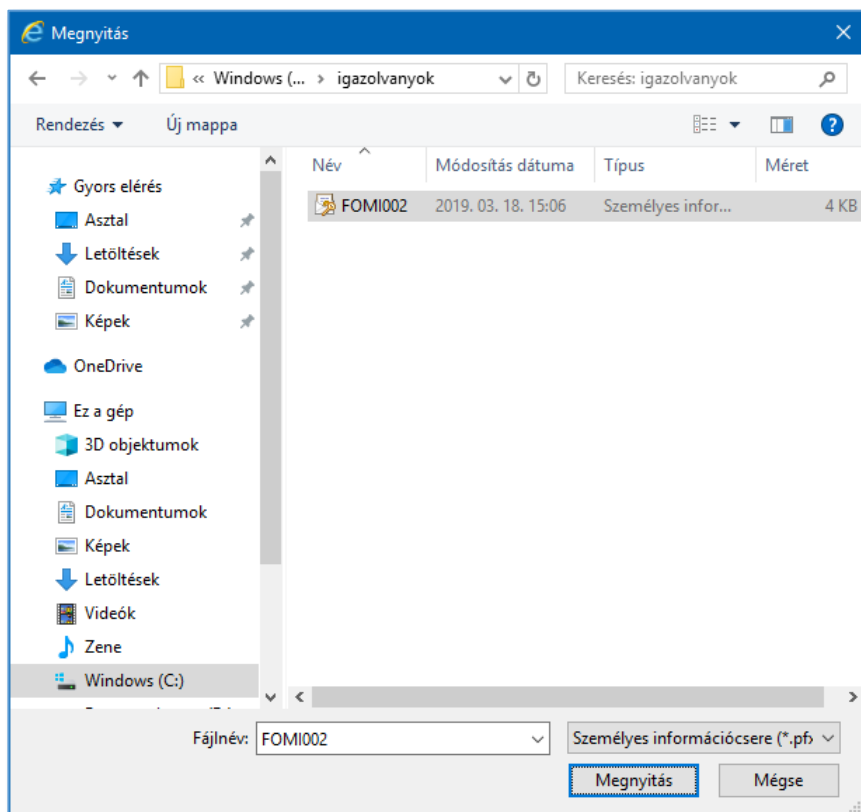 Megnyitás
« Windows (... › igazolvanyok
Keresés: igazolvanyok
Rendezés
Új mappa
Név
Módosítás dátuma
Típus
Méret
FOMI002
2019. 03. 18. 15:06
Személyes infor...
4 KB
Gyors elérés
Asztal
Letöltések
Dokumentumok
Képek
OneDrive
Ez a gép
3D objektumok
Asztal
Dokumentumok
Képek
Letöltések
Videók
Zene
Windows (C:)
Fájlnév:
FOMI002
Személyes információcsere (*.pfx
Megnyitás
Mégse